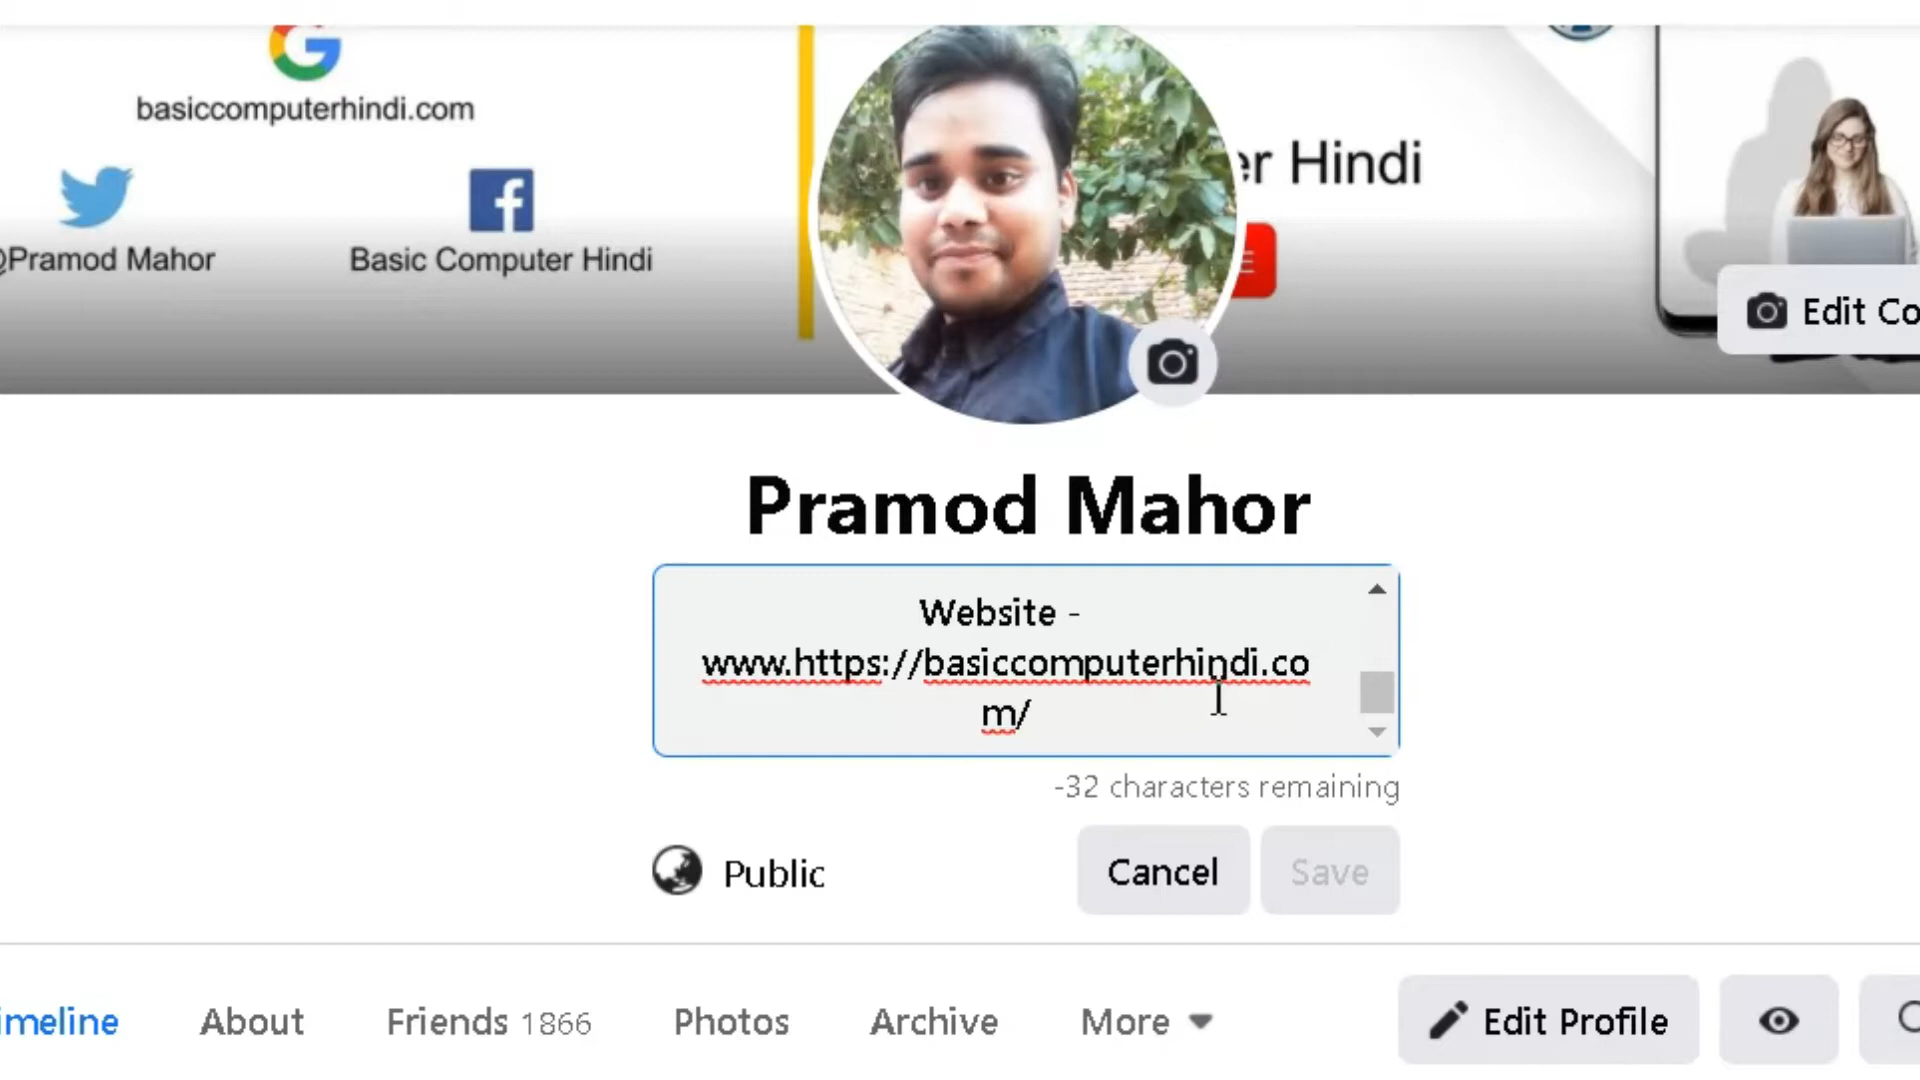 basiccomputerhindi.com
@Pramod Mahor
Basic Computer Hindi
er Hindi
E
Edit Co
Pramod Mahor
Website -
www.https://basiccomputerhindi.co
m/
-32 characters remaining
Public
Cancel
Save
imeline
About
Friends 1866
Photos
Archive
More
Edit Profile